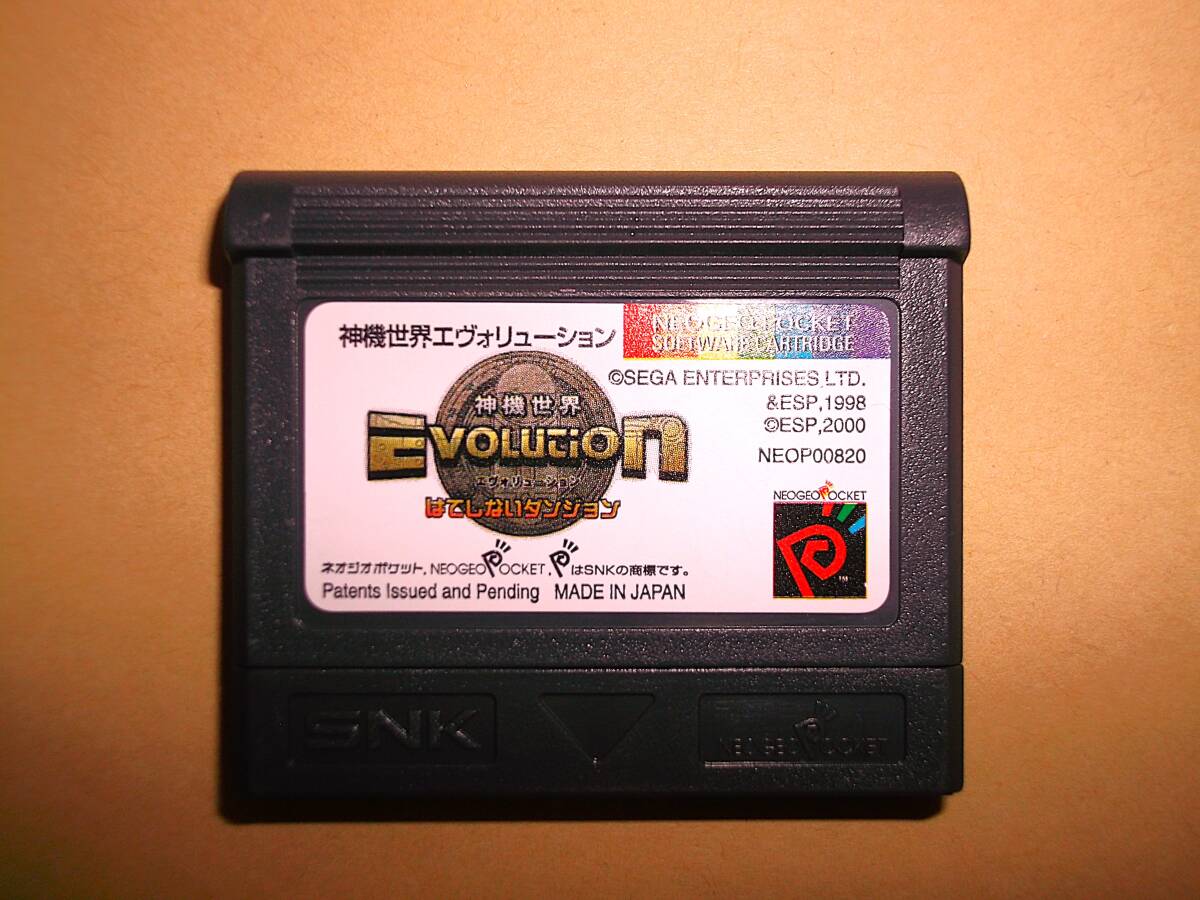 神機世界エヴォリューション
NEOGEO POCKET
SOFTWARE CARTRIDGE
©SEGA ENTERPRISES,LTD.
&ESP,1998
©ESP,2000
NEOP00820
神機世界
EVOLUTION
エヴォリューション
はてしないダンジョン
NEOGEO POCKET
TM
ネオジオポケット, NEOGEO POCKET, PはSNKの商標です。
Patents Issued and Pending MADE IN JAPAN
SNK
NEO GEO POCKET